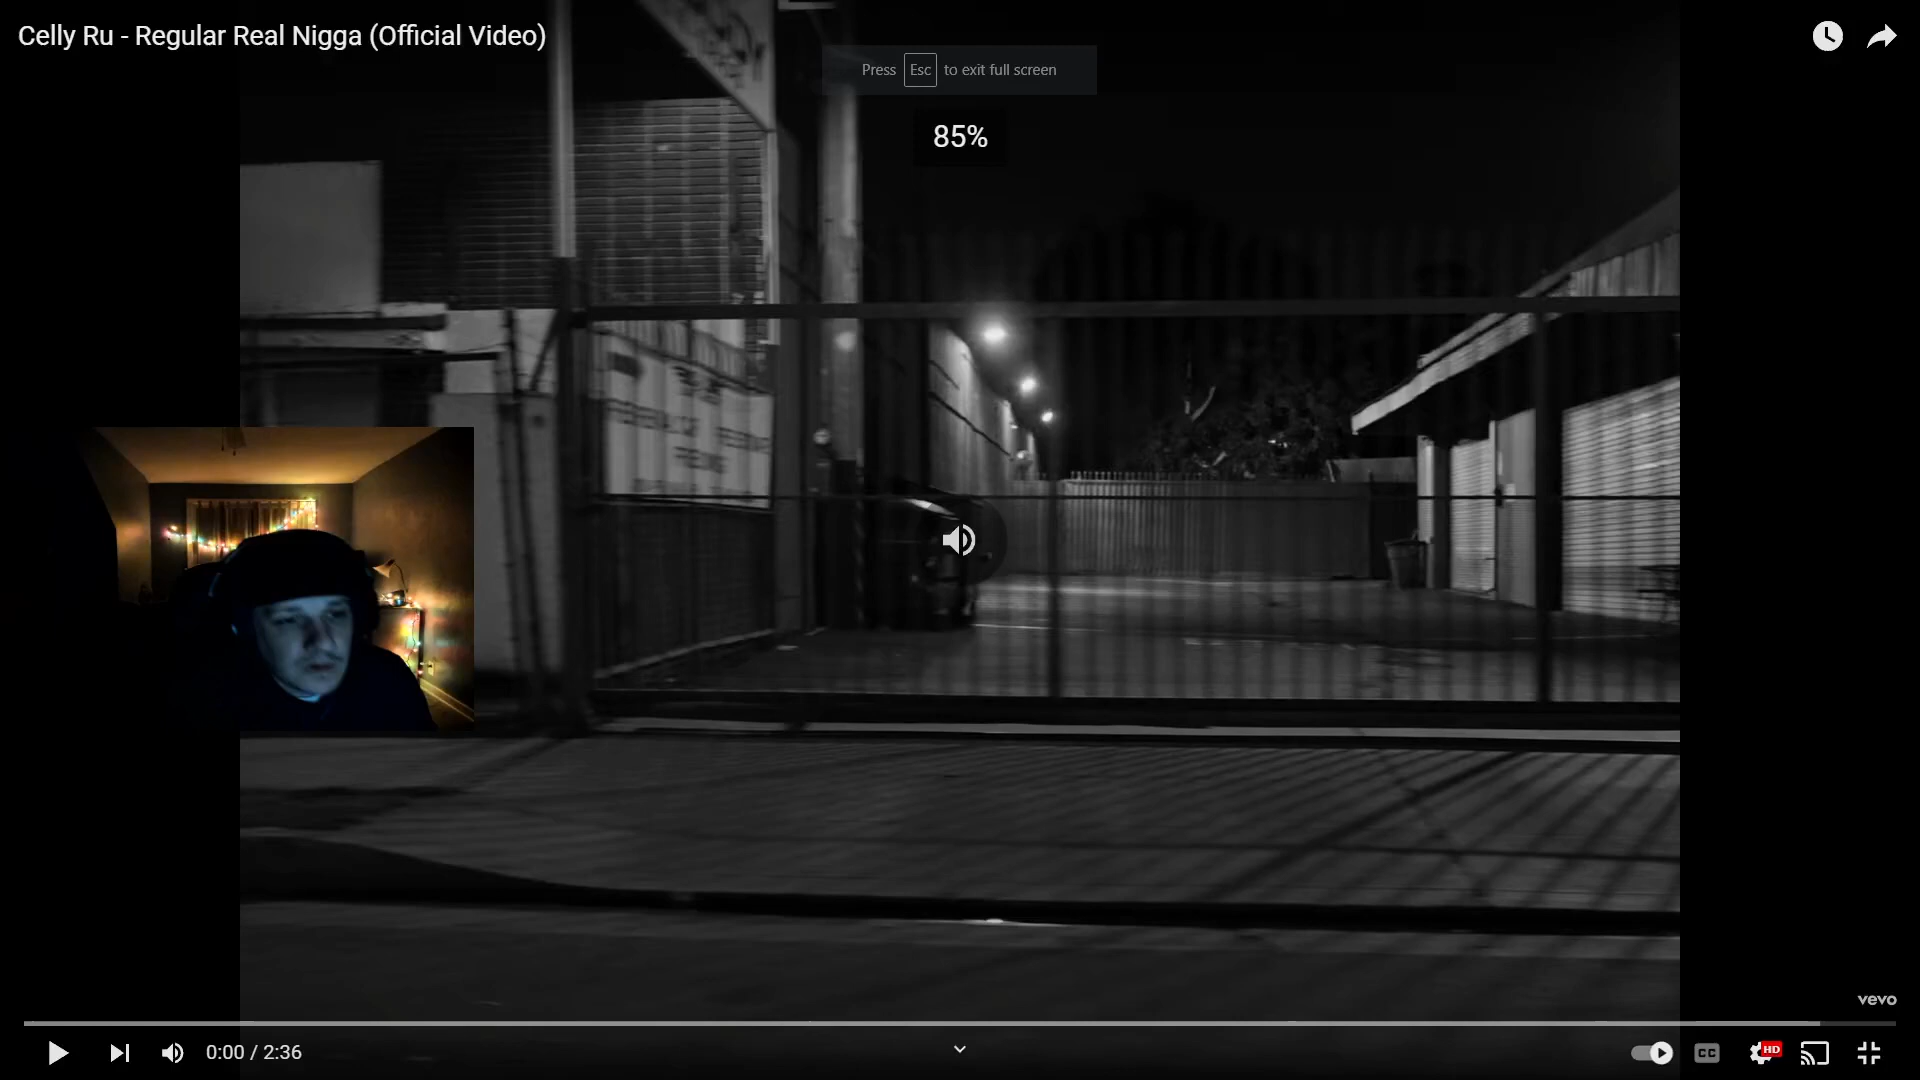 Celly Ru - Regular Real Nigga (Official Video)
Press Esc to exit full screen
85%
vevo
0:00 / 2:36
CC
HD